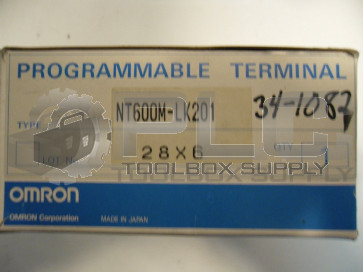 PROGRAMMABLE TERMINAL
NT600M-LK201
34-1087
TYPE
LOT N
28X6
QTY
1
PLC
TOOLBOX SUPPLY
OMRON
OMRON Corporation MADE IN JAPAN